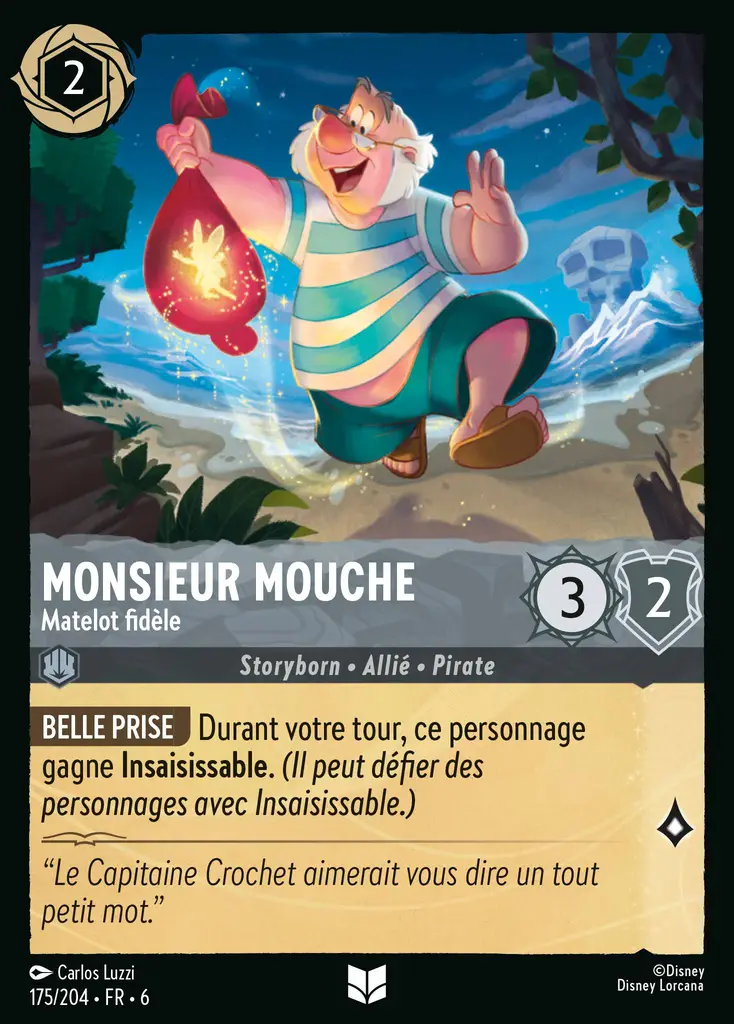 2
MONSIEUR MOUCHE
Matelot fidèle
3
2
Storyborn • Allié • Pirate
BELLE PRISE Durant votre tour, ce personnage
gagne Insaisissable. (Il peut défier des
personnages avec Insaisissable.)
“Le Capitaine Crochet aimerait vous dire un tout
petit mot.”
Carlos Luzzi
175/204 • FR • 6
©Disney
Disney Lorcana